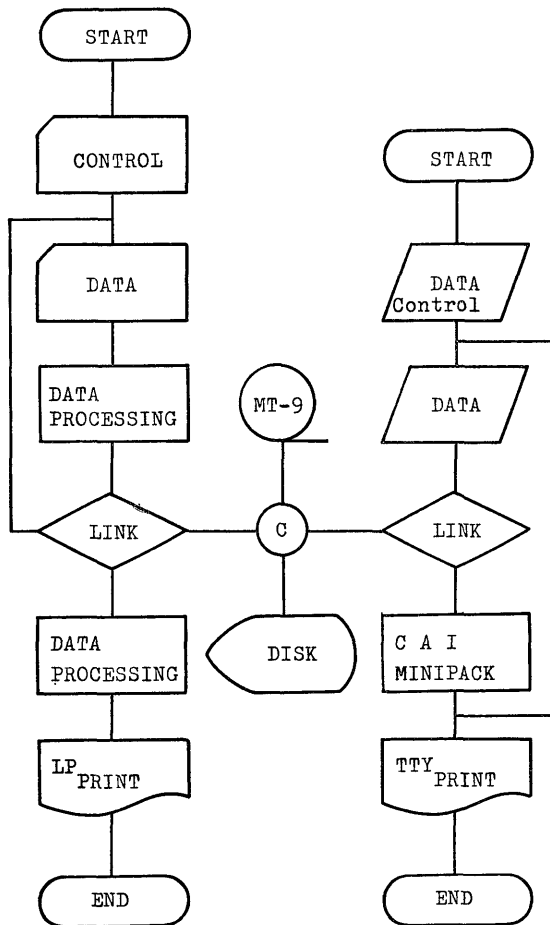 START
CONTROL
DATA
DATA
PROCESSING
LINK
DATA
PROCESSING
LP
PRINT
END
MT-9
C
DISK
START
DATA
Control
DATA
LINK
C A I
MINIPACK
TTY
PRINT
END